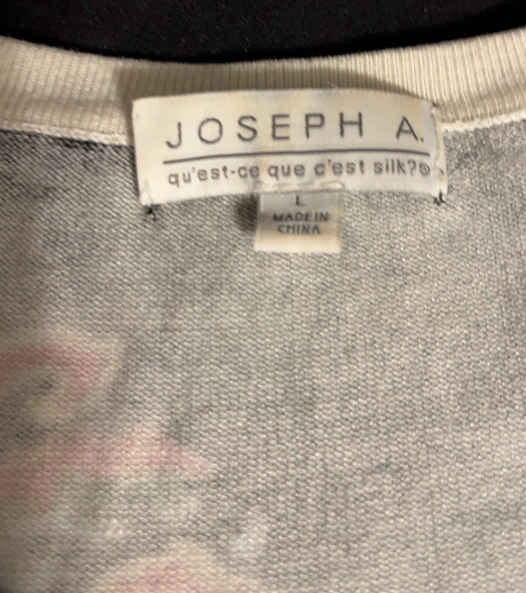 JOSEPH A.
qu'est-ce que c'est silk?®
L
MADE IN
CHINA